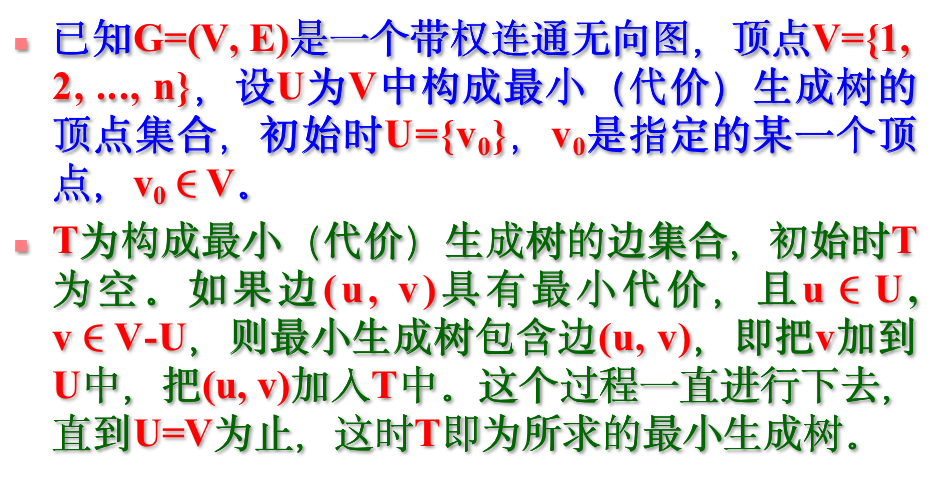 已知G=(V, E)是一个带权连通无向图，顶点V={1,
2, ..., n}，设U为V中构成最小（代价）生成树的
顶点集合，初始时U={v₀}，v₀是指定的某一个顶
点，v₀∈V。
T为构成最小（代价）生成树的边集合，初始时T
为空。如果边(u, v)具有最小代价，且u∈U,
v∈V-U，则最小生成树包含边(u, v)，即把v加到
U中，把(u, v)加入T中。这个过程一直进行下去，
直到U=V为止，这时T即为所求的最小生成树。